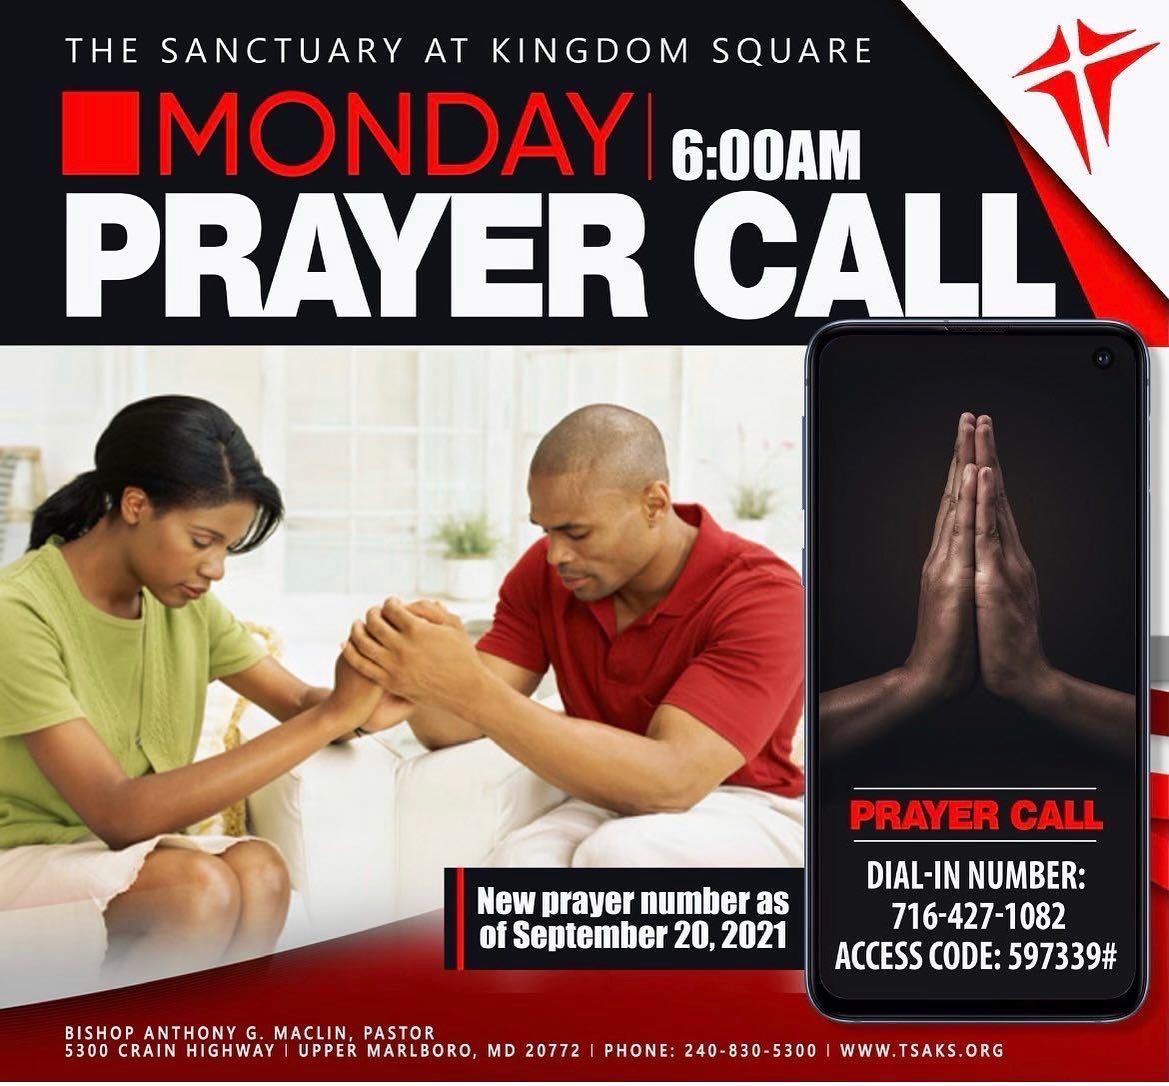 THE SANCTUARY AT KINGDOM SQUARE
MONDAY | 6:00AM
PRAYER CALL
PRAYER CALL
DIAL-IN NUMBER:
716-427-1082
ACCESS CODE: 597339#
New prayer number as
of September 20, 2021
BISHOP ANTHONY G. MACLIN, PASTOR
5300 CRAIN HIGHWAY | UPPER MARLBORO, MD 20772 | PHONE: 240-830-5300 | WWW.TSAKS.ORG